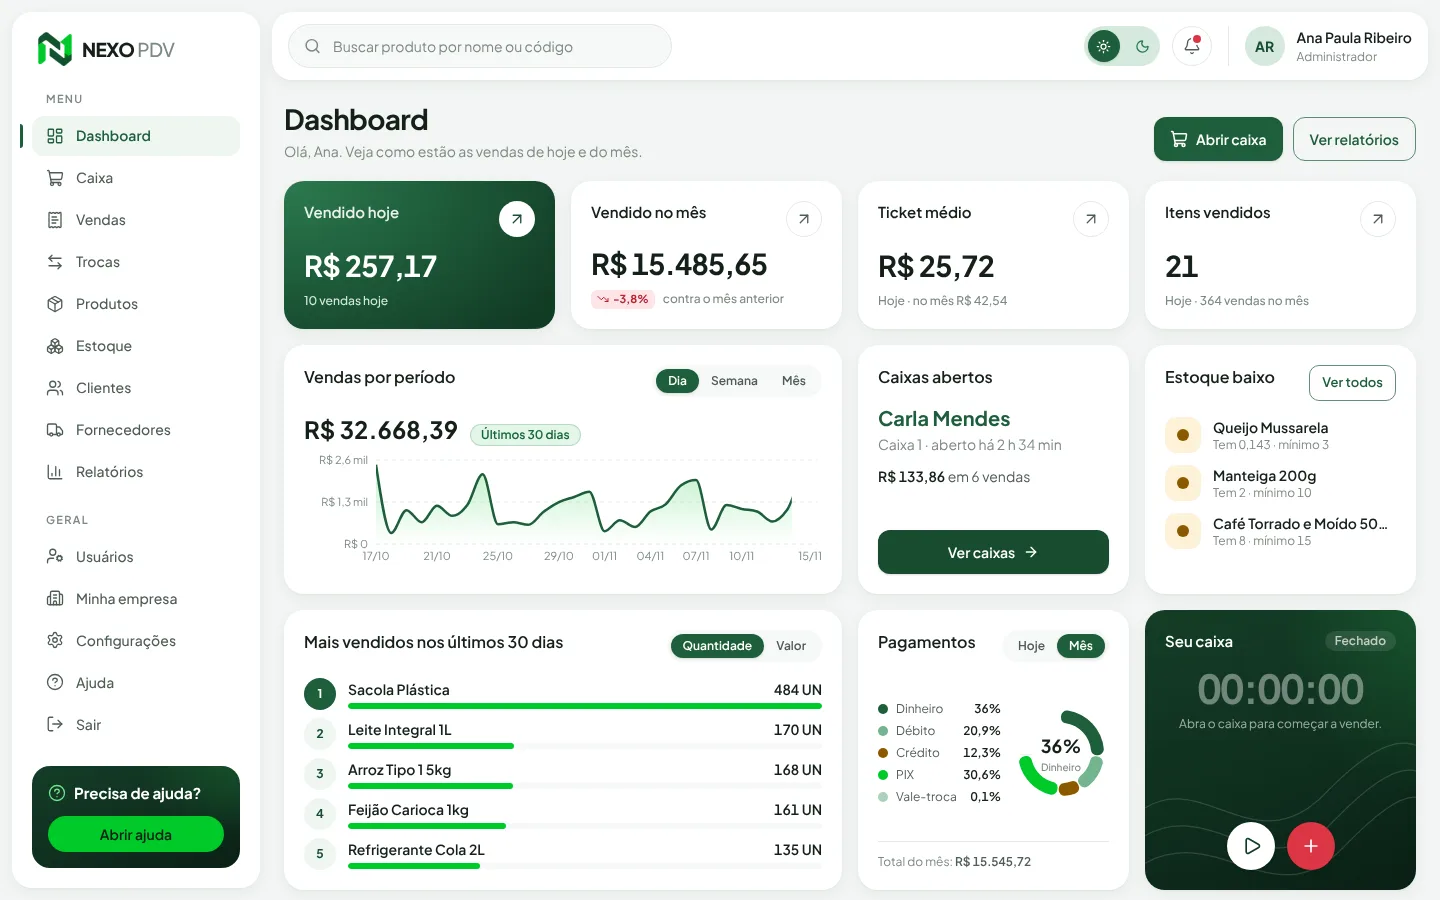 NEXO PDV
MENU
Dashboard
Caixa
Vendas
Trocas
Produtos
Estoque
Clientes
Fornecedores
Relatórios
GERAL
Usuários
Minha empresa
Configurações
Ajuda
Sair
Precisa de ajuda?
Abrir ajuda
Buscar produto por nome ou código
AR
Ana Paula Ribeiro
Administrador
Dashboard
Olá, Ana. Veja como estão as vendas de hoje e do mês.
Abrir caixa
Ver relatórios
Vendido hoje
R$ 257,17
10 vendas hoje
Vendido no mês
R$ 15.485,65
-3,8% contra o mês anterior
Ticket médio
R$ 25,72
Hoje · no mês R$ 42,54
Itens vendidos
21
Hoje · 364 vendas no mês
Vendas por período
Dia Semana Mês
R$ 32.668,39 Últimos 30 dias
R$ 2,6 mil
R$ 1,3 mil
R$ 0
17/10 21/10 25/10 29/10 01/11 04/11 07/11 10/11 15/11
Caixas abertos
Carla Mendes
Caixa 1 · aberto há 2 h 34 min
R$ 133,86 em 6 vendas
Ver caixas
Estoque baixo
Ver todos
Queijo Mussarela
Tem 0,143 · mínimo 3
Manteiga 200g
Tem 2 · mínimo 10
Café Torrado e Moído 50...
Tem 8 · mínimo 15
Mais vendidos nos últimos 30 dias
Quantidade Valor
1 Sacola Plástica 484 UN
2 Leite Integral 1L 170 UN
3 Arroz Tipo 1 5kg 168 UN
4 Feijão Carioca 1kg 161 UN
5 Refrigerante Cola 2L 135 UN
Pagamentos
Hoje Mês
Dinheiro 36%
Débito 20,9%
Crédito 12,3%
PIX 30,6%
Vale-troca 0,1%
36%
Dinheiro
Total do mês: R$ 15.545,72
Seu caixa
Fechado
00:00:00
Abra o caixa para começar a vender.